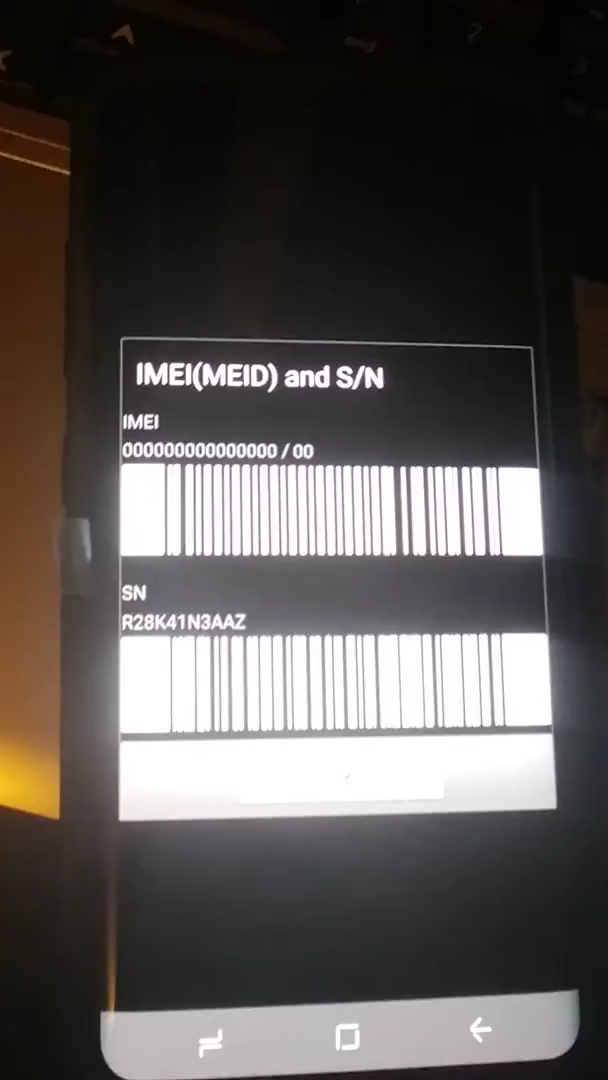 IMEI(MEID) and S/N
IMEI
000000000000000 / 00
SN
R28K41N3AAZ